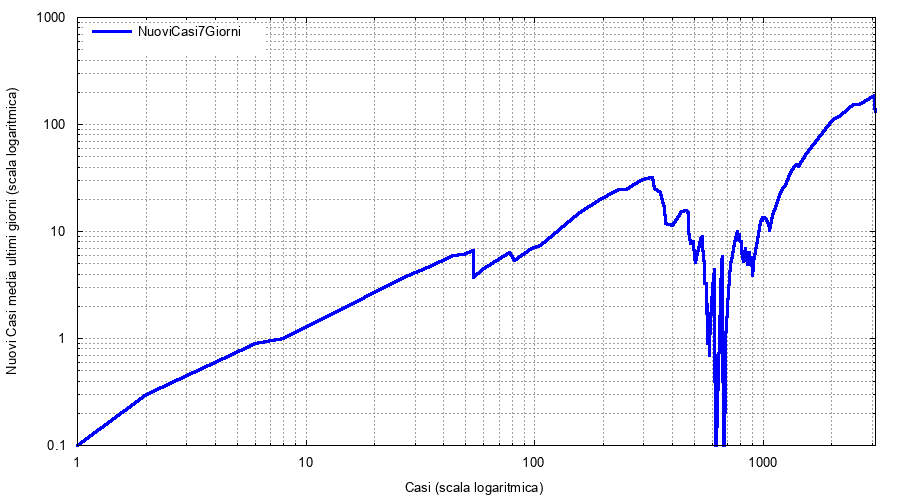 1000
NuoviCasi7Giorni
100
10
1
0.1
Nuovi Casi media ultimi giorni (scala logaritmica)
1 10 100 1000
Casi (scala logaritmica)